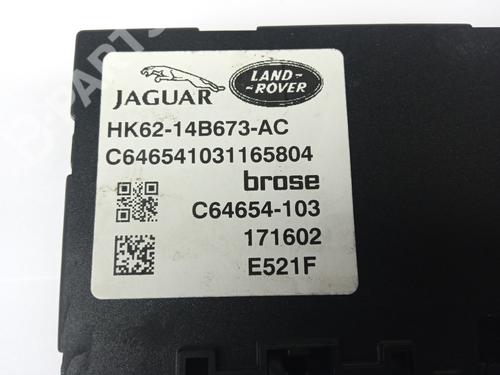 B-PARTS
JAGUAR
LAND-
-ROVER
HK62-14B673-AC
C646541031165804
brose
C64654-103
171602
E521F